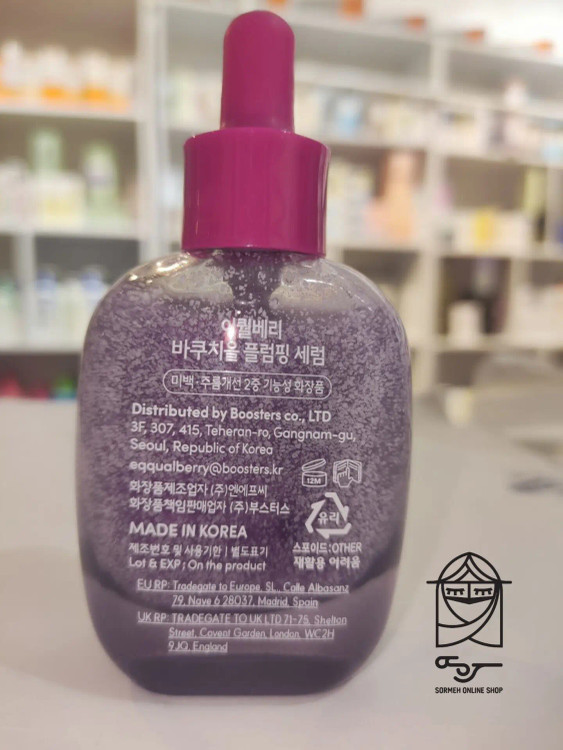 이퀄베리
바쿠치올 플럼핑 세럼
미백·주름개선 2중 기능성 화장품
Distributed by Boosters co., LTD
3F, 307, 415, Teheran-ro, Gangnam-gu,
Seoul, Republic of Korea
eqqualberry@boosters.kr
12M
화장품제조업자 (주)엔에프씨
화장품책임판매업자 (주)부스터스
유리
MADE IN KOREA
스포이드:OTHER
재활용 어려움
제조번호 및 사용기한 | 별도표기
Lot & EXP ; On the product
EU RP: Tradegate to Europe, SL., Calle Albasanz
79, Nave 6 28037, Madrid, Spain
UK RP: TRADEGATE TO UK LTD 71-75, Shelton
Street, Covent Garden, London, WC2H
9JQ, England
SORMEH ONLINE SHOP